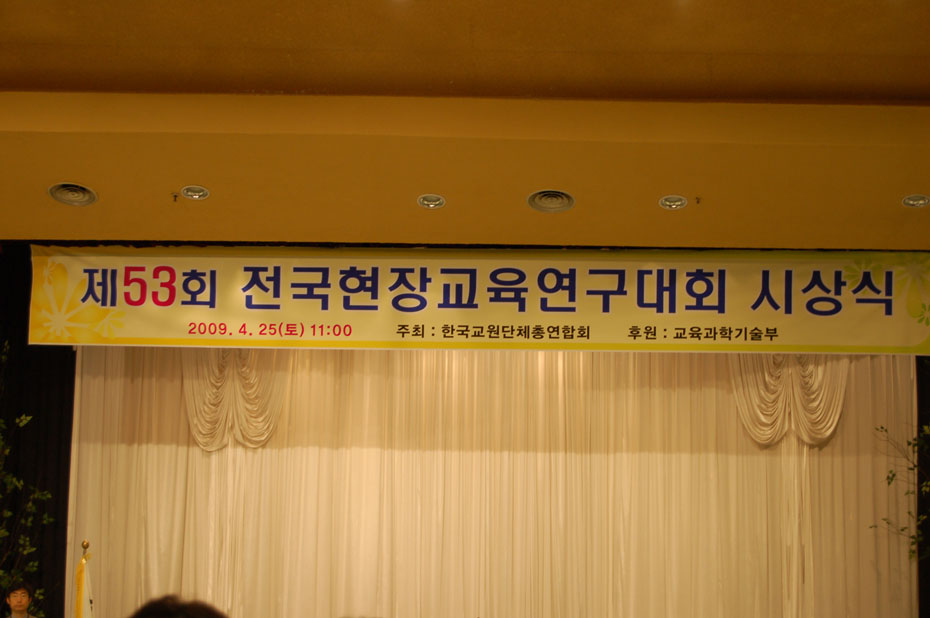 제53회 전국현장교육연구대회 시상식
2009. 4. 25(토) 11:00 주최 : 한국교원단체총연합회 후원 : 교육과학기술부